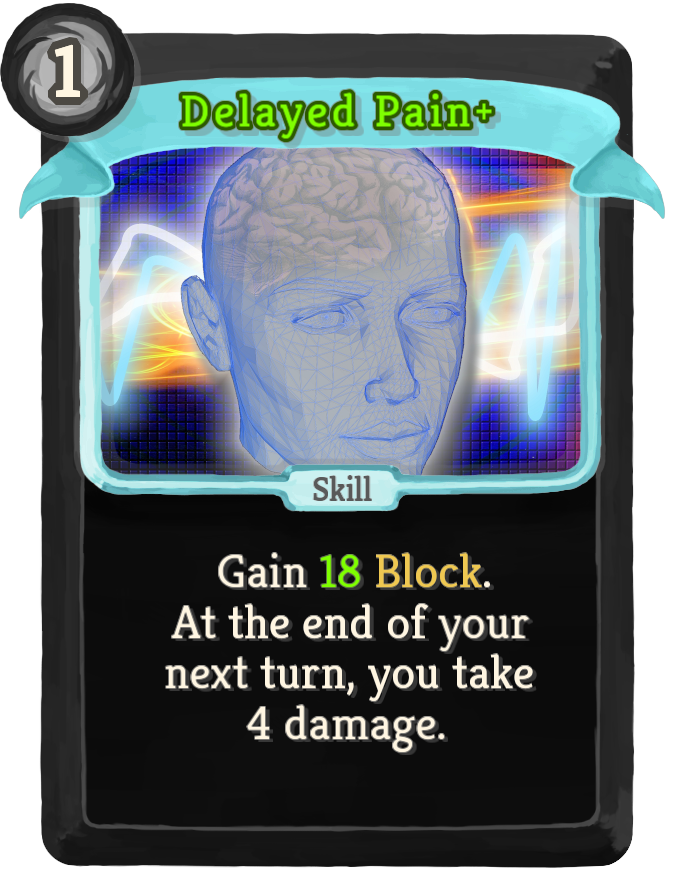 1
Delayed Pain+
Skill
Gain 18 Block.
At the end of your
next turn, you take
4 damage.